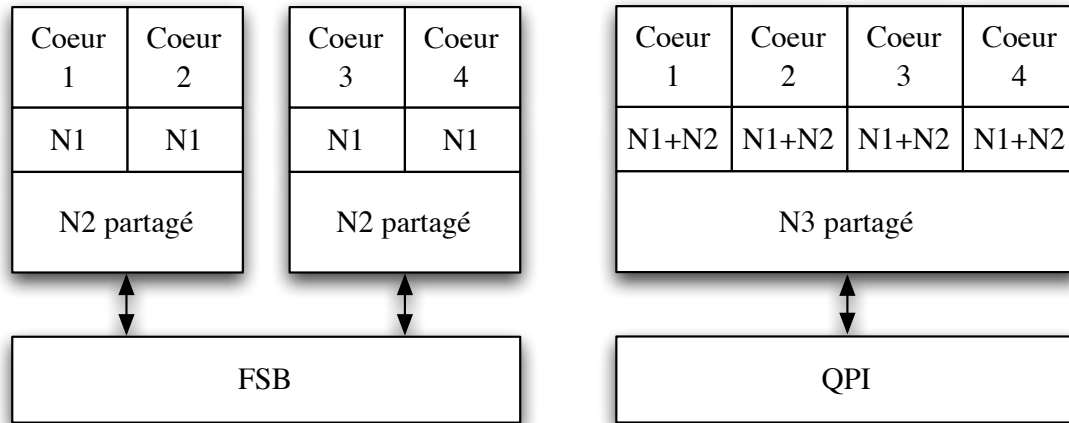 Coeur
1
Coeur
2
N1
N1
N2 partagé
Coeur
3
Coeur
4
N1
N1
N2 partagé
FSB
Coeur
1
Coeur
2
Coeur
3
Coeur
4
N1+N2
N1+N2
N1+N2
N1+N2
N3 partagé
QPI